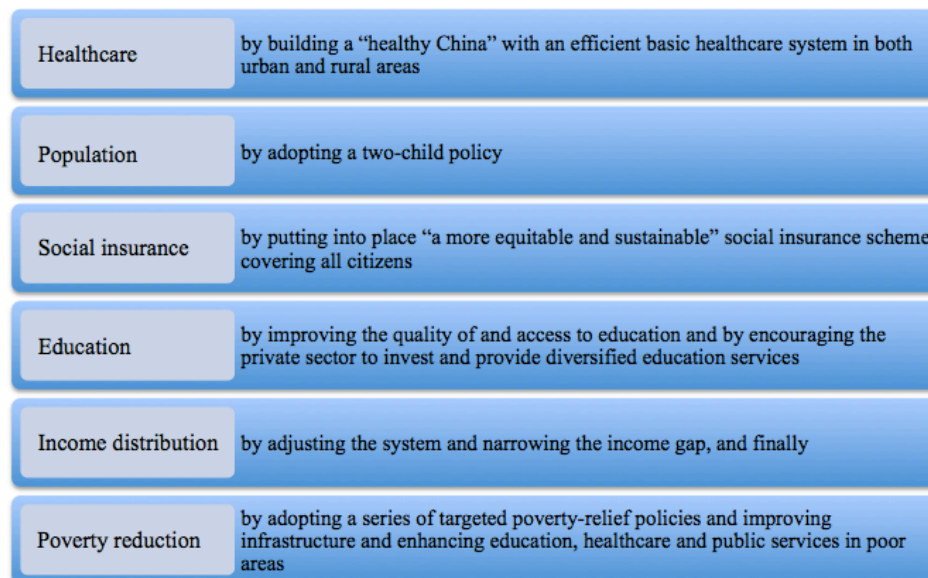 Healthcare
by building a “healthy China” with an efficient basic healthcare system in both
urban and rural areas
Population
by adopting a two-child policy
Social insurance
by putting into place “a more equitable and sustainable” social insurance scheme
covering all citizens
Education
by improving the quality of and access to education and by encouraging the
private sector to invest and provide diversified education services
Income distribution
by adjusting the system and narrowing the income gap, and finally
Poverty reduction
by adopting a series of targeted poverty-relief policies and improving
infrastructure and enhancing education, healthcare and public services in poor
areas